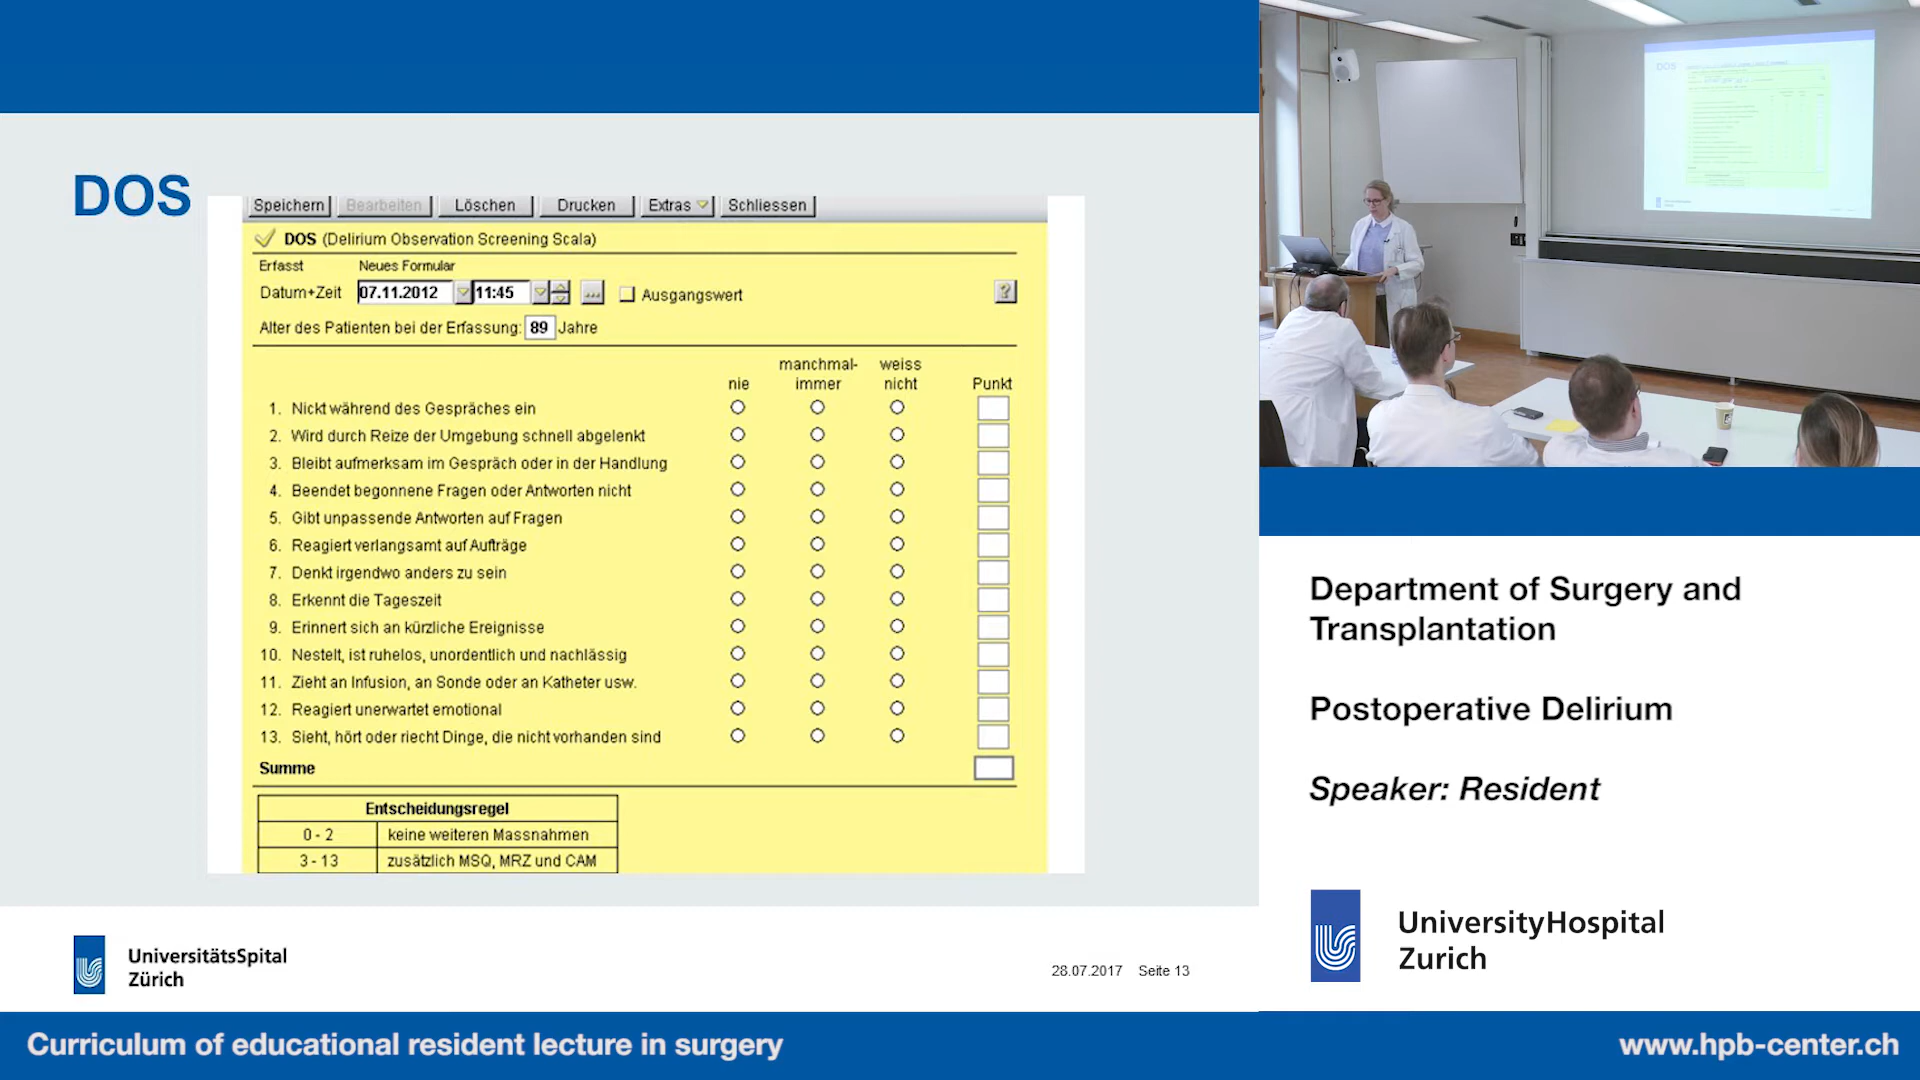 DOS
Speichern Bearbeiten Löschen Drucken Extras Schliessen
DOS (Delirium Observation Screening Scala)
Erfasst Neues Formular
Datum+Zeit 07.11.2012 11:45 ... Ausgangswert ?
Alter des Patienten bei der Erfassung: 89 Jahre
nie manchmal-immer weiss nicht Punkt
1. Nickt während des Gespräches ein
2. Wird durch Reize der Umgebung schnell abgelenkt
3. Bleibt aufmerksam im Gespräch oder in der Handlung
4. Beendet begonnene Fragen oder Antworten nicht
5. Gibt unpassende Antworten auf Fragen
6. Reagiert verlangsamt auf Aufträge
7. Denkt irgendwo anders zu sein
8. Erkennt die Tageszeit
9. Erinnert sich an kürzliche Ereignisse
10. Nestelt, ist ruhelos, unordentlich und nachlässig
11. Zieht an Infusion, an Sonde oder an Katheter usw.
12. Reagiert unerwartet emotional
13. Sieht, hört oder riecht Dinge, die nicht vorhanden sind
Summe
Entscheidungsregel
0 - 2 keine weiteren Massnahmen
3 - 13 zusätzlich MSQ, MRZ und CAM
UniversitätsSpital
Zürich
28.07.2017 Seite 13
DOS
Department of Surgery and
Transplantation
Postoperative Delirium
Speaker: Resident
UniversityHospital
Zurich
Curriculum of educational resident lecture in surgery
www.hpb-center.ch